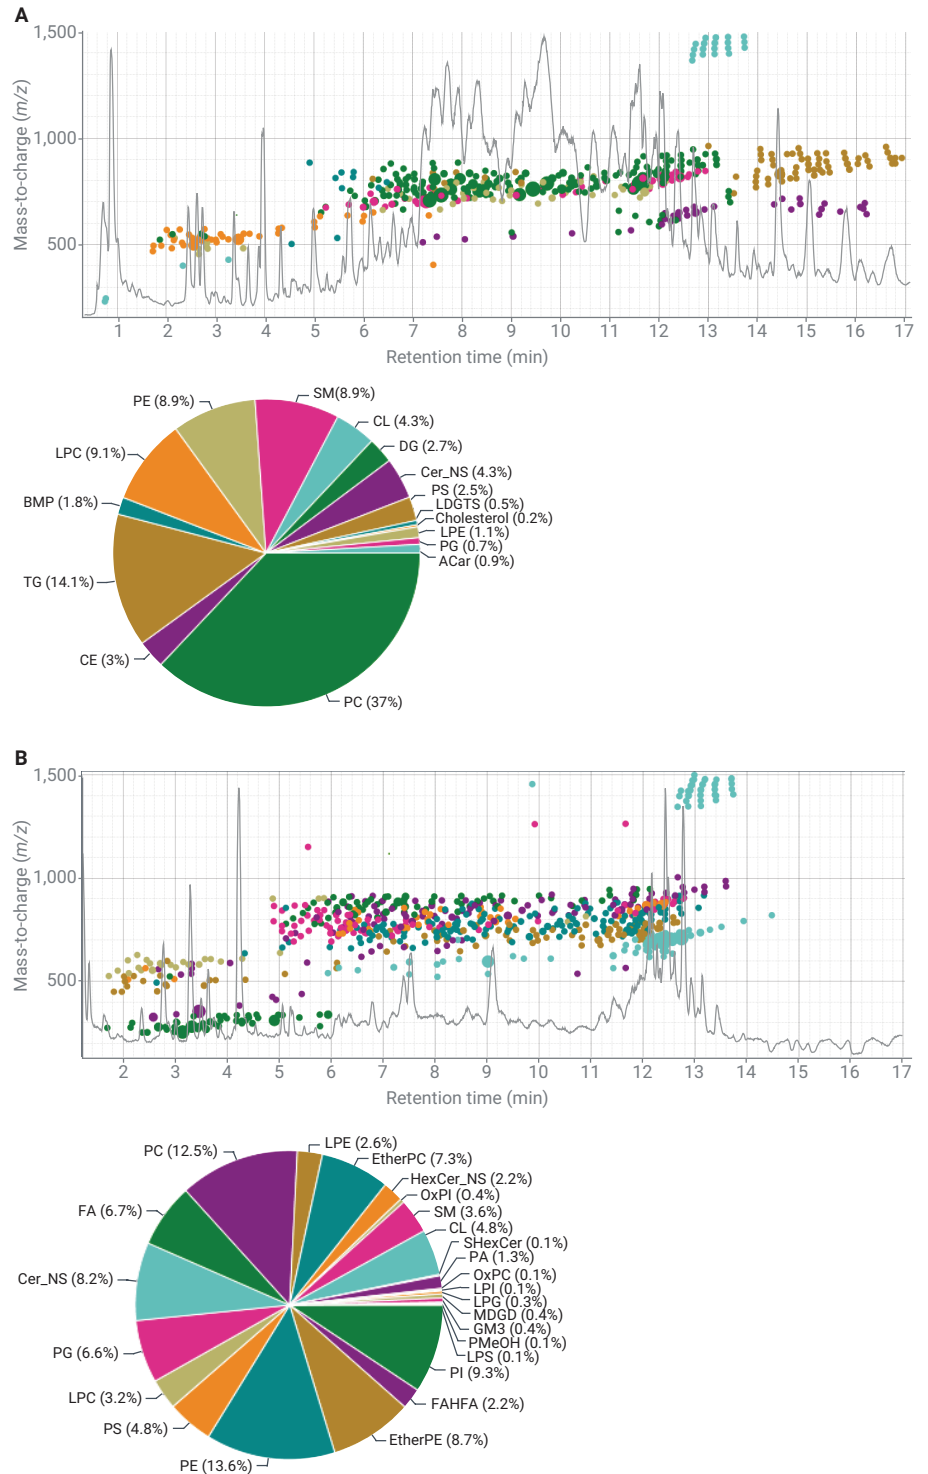 A
1,500
1,000
500
Mass-to-charge (m/z)
1 2 3 4 5 6 7 8 9 10 11 12 13 14 15 16 17
Retention time (min)
SM(8.9%)
PE (8.9%)
CL (4.3%)
DG (2.7%)
LPC (9.1%)
Cer_NS (4.3%)
PS (2.5%)
BMP (1.8%)
LDGTS (0.5%)
Cholesterol (0.2%)
LPE (1.1%)
PG (0.7%)
ACar (0.9%)
TG (14.1%)
CE (3%)
PC (37%)
B
1,500
1,000
500
Mass-to-charge (m/z)
2 3 4 5 6 7 8 9 10 11 12 13 14 15 16 17
Retention time (min)
LPE (2.6%)
PC (12.5%)
EtherPC (7.3%)
HexCer_NS (2.2%)
OxPI (0.4%)
FA (6.7%)
SM (3.6%)
CL (4.8%)
SHexCer (0.1%)
PA (1.3%)
Cer_NS (8.2%)
OxPC (0.1%)
LPI (0.1%)
LPG (0.3%)
MDGD (0.4%)
GM3 (0.4%)
PMeOH (0.1%)
PG (6.6%)
LPS (0.1%)
PI (9.3%)
LPC (3.2%)
FAHFA (2.2%)
PS (4.8%)
EtherPE (8.7%)
PE (13.6%)